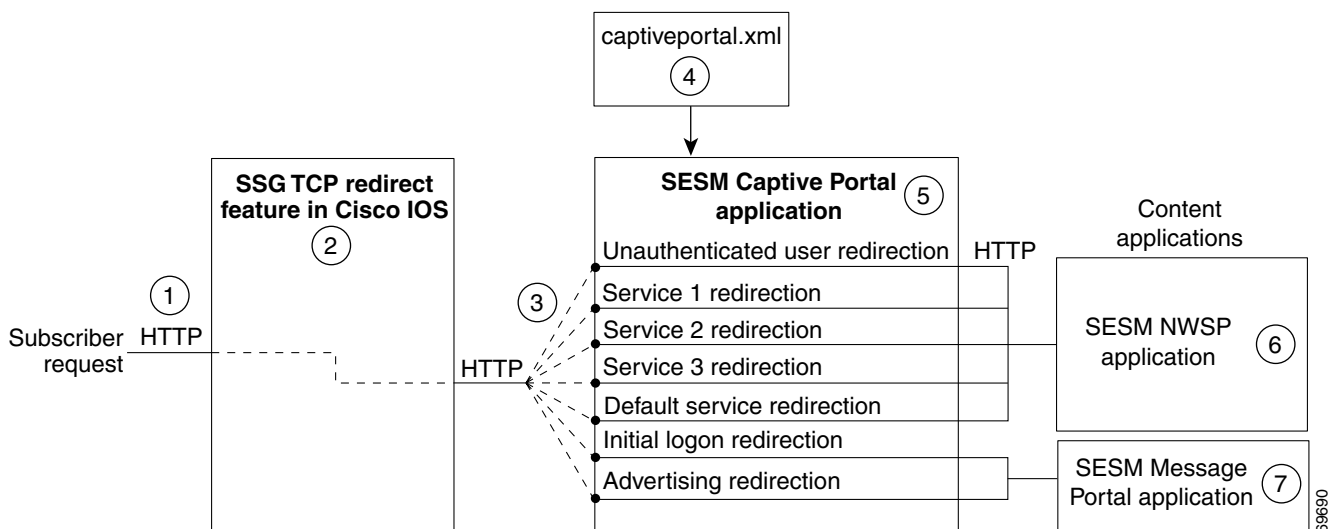 captiveportal.xml
4
SSG TCP redirect
feature in Cisco IOS
2
SESM Captive Portal
application
5
Content
applications
1
Subscriber
request
HTTP
HTTP
3
Unauthenticated user redirection
Service 1 redirection
Service 2 redirection
Service 3 redirection
Default service redirection
Initial logon redirection
Advertising redirection
HTTP
SESM NWSP
application
6
SESM Message
Portal application
7
69690